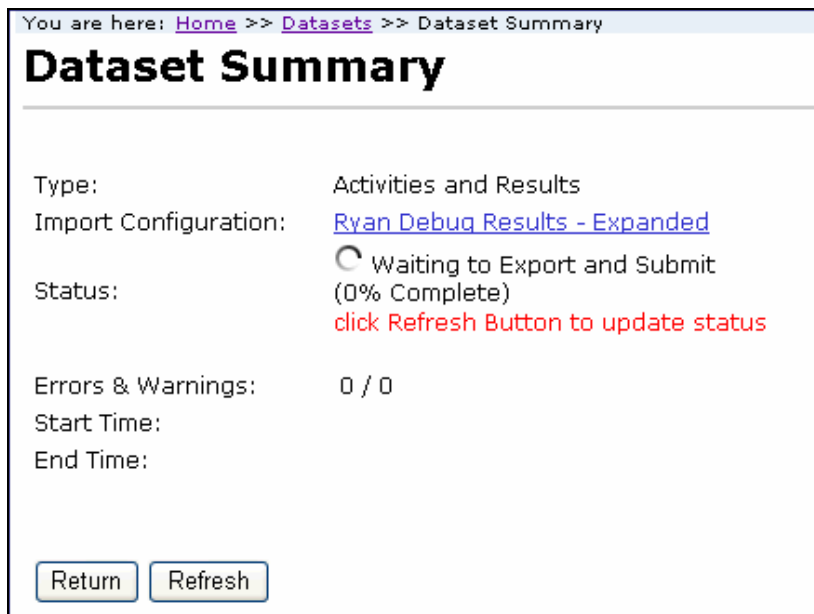 You are here: Home >> Datasets >> Dataset Summary
Dataset Summary
Type: Activities and Results
Import Configuration: Ryan Debug Results - Expanded
Status: Waiting to Export and Submit
(0% Complete)
click Refresh Button to update status
Errors & Warnings: 0 / 0
Start Time:
End Time:
Return Refresh